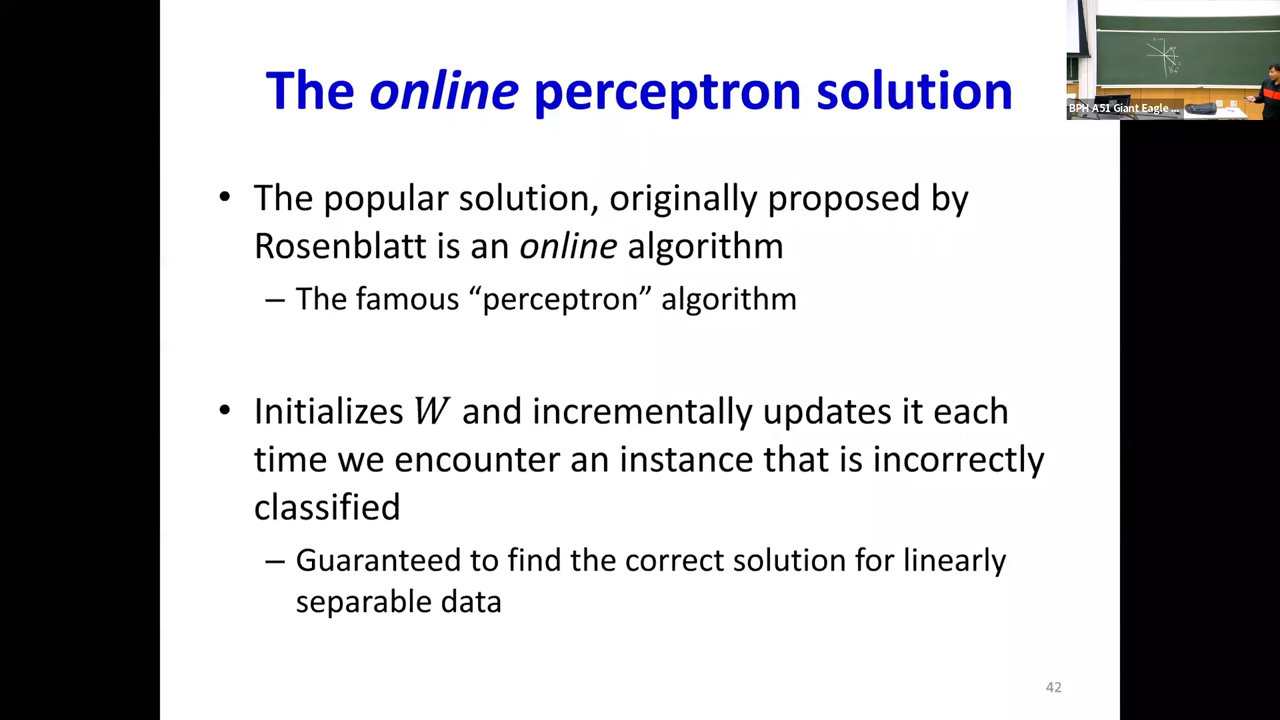 The online perceptron solution
BPH A51 Giant Eagle ...
• The popular solution, originally proposed by
Rosenblatt is an online algorithm
– The famous “perceptron” algorithm
• Initializes W and incrementally updates it each
time we encounter an instance that is incorrectly
classified
– Guaranteed to find the correct solution for linearly
separable data
42